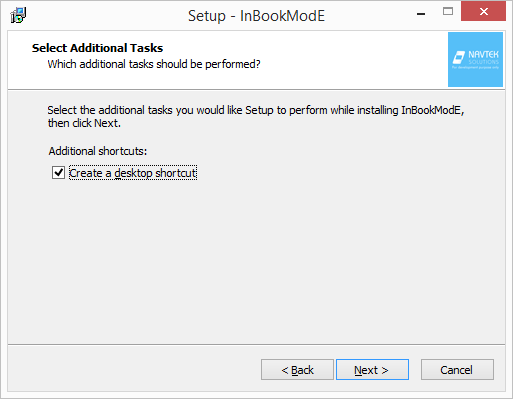 Setup - InBookModE
Select Additional Tasks
Which additional tasks should be performed?
NAVTEK
SOLUTIONS
Select the additional tasks you would like Setup to perform while installing InBookModE,
then click Next.
Additional shortcuts:
Create a desktop shortcut
< Back
Next >
Cancel